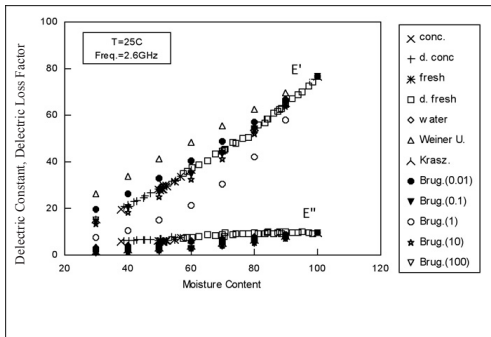 Delectric Constant, Delectric Loss Factor
100
80
60
40
20
0
T=25C
Freq.=2.6GHz
E'
E"
20
40
60
80
100
120
Moisture Content
conc.
d. conc
fresh
d. fresh
water
Weiner U.
Krasz.
Brug.(0.01)
Brug.(0.1)
Brug.(1)
Brug.(10)
Brug.(100)